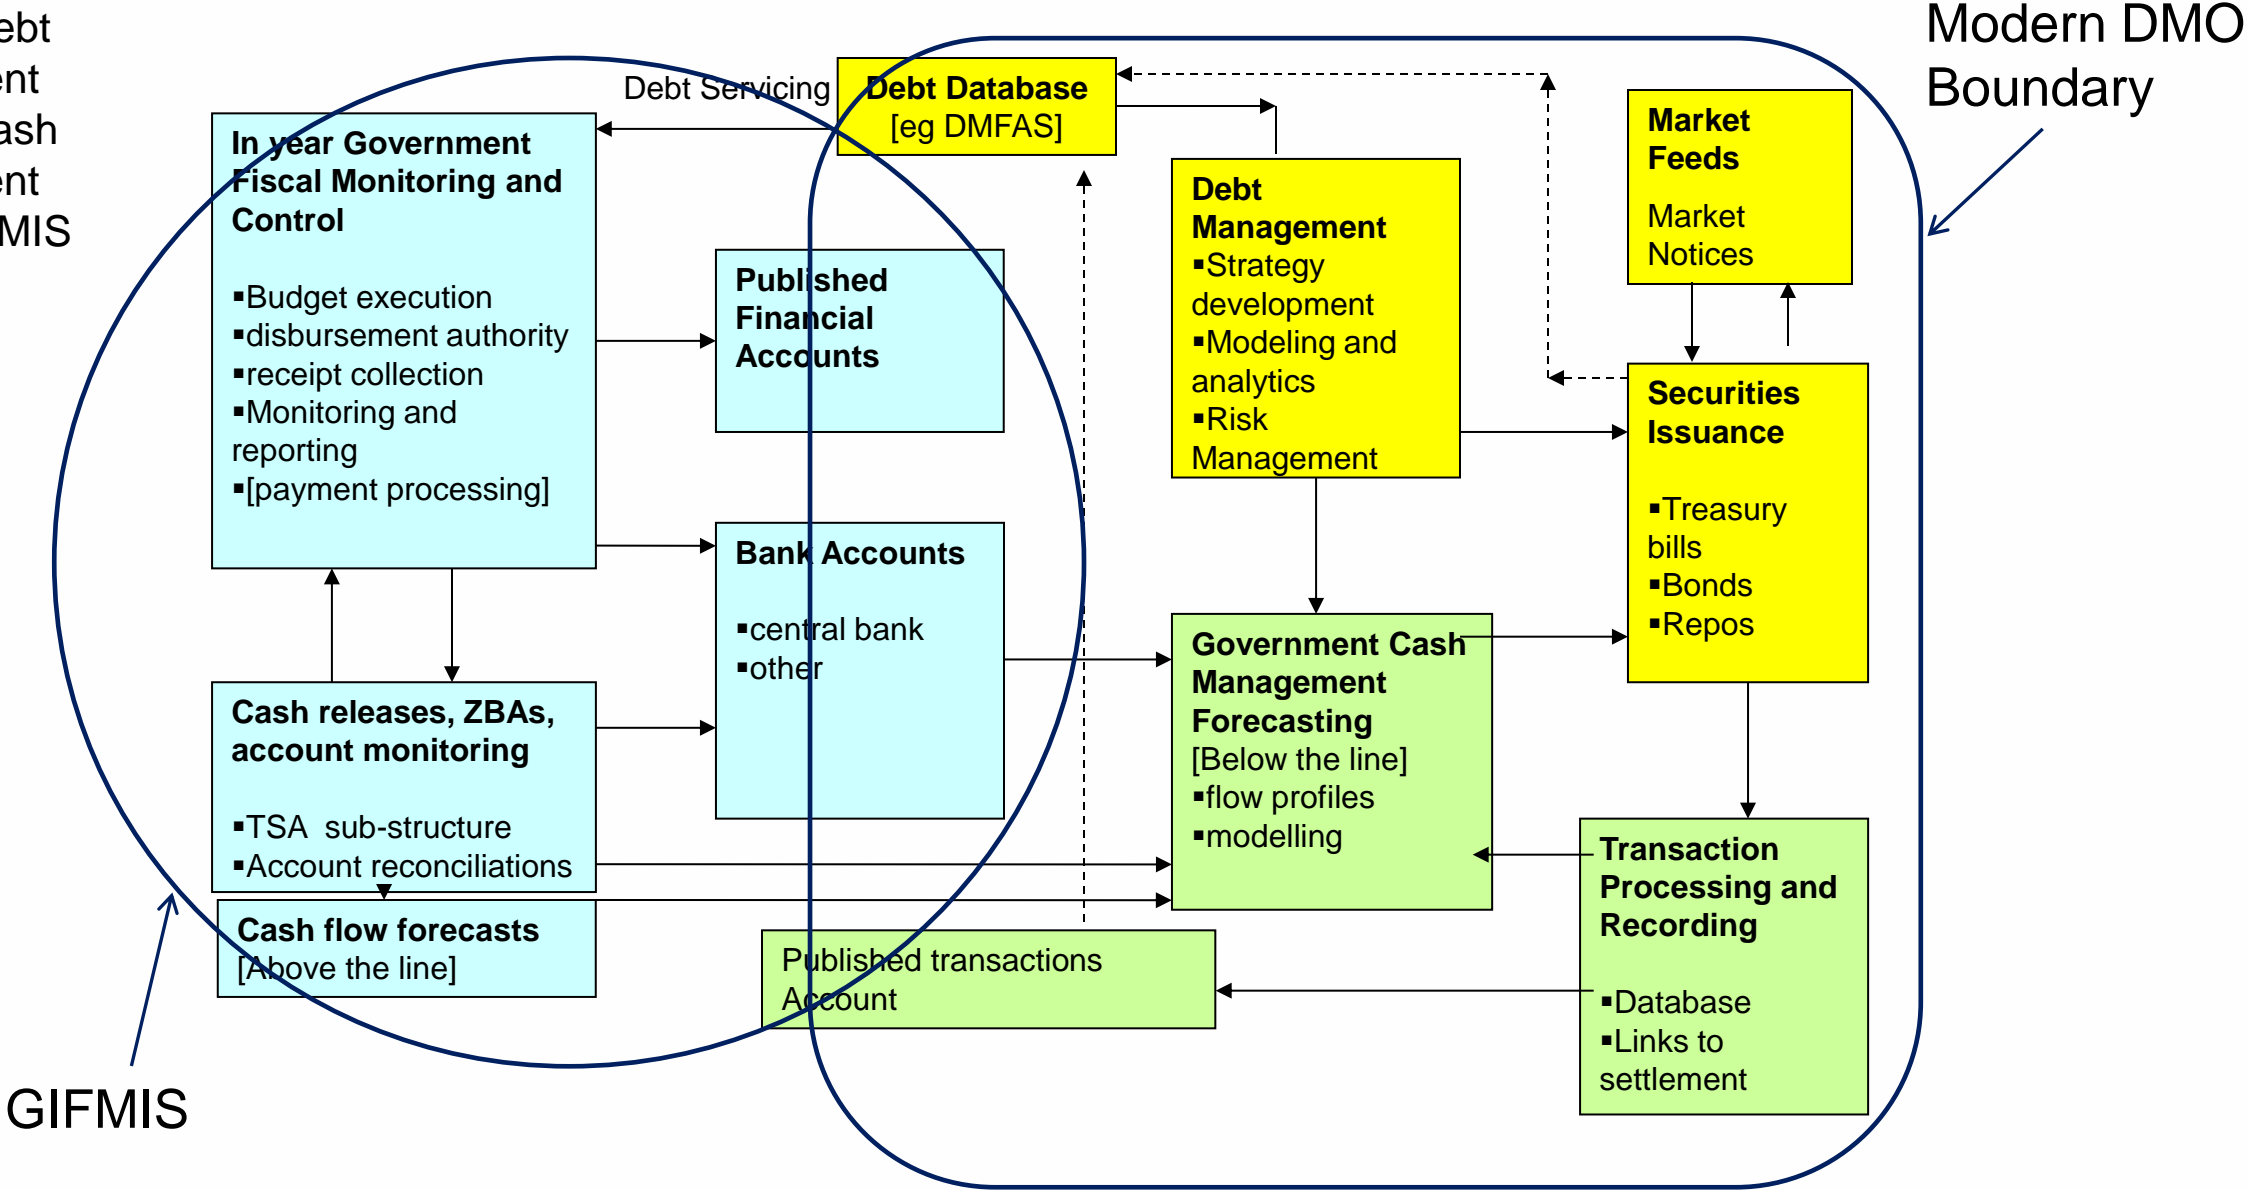 Modern DMO
Boundary
ebt
ent
ash
ent
MIS
Debt Servicing
Debt Database
[eg DMFAS]
In year Government
Fiscal Monitoring and
Control
▪Budget execution
▪disbursement authority
▪receipt collection
▪Monitoring and
reporting
▪[payment processing]
Published
Financial
Accounts
Bank Accounts
▪central bank
▪other
Cash releases, ZBAs,
account monitoring
▪TSA sub-structure
▪Account reconciliations
Cash flow forecasts
[Above the line]
Debt
Management
▪Strategy
development
▪Modeling and
analytics
▪Risk
Management
Market
Feeds
Market
Notices
Securities
Issuance
▪Treasury
bills
▪Bonds
▪Repos
Government Cash
Management
Forecasting
[Below the line]
▪flow profiles
▪modelling
Transaction
Processing and
Recording
▪Database
▪Links to
settlement
Published transactions
Account
GIFMIS